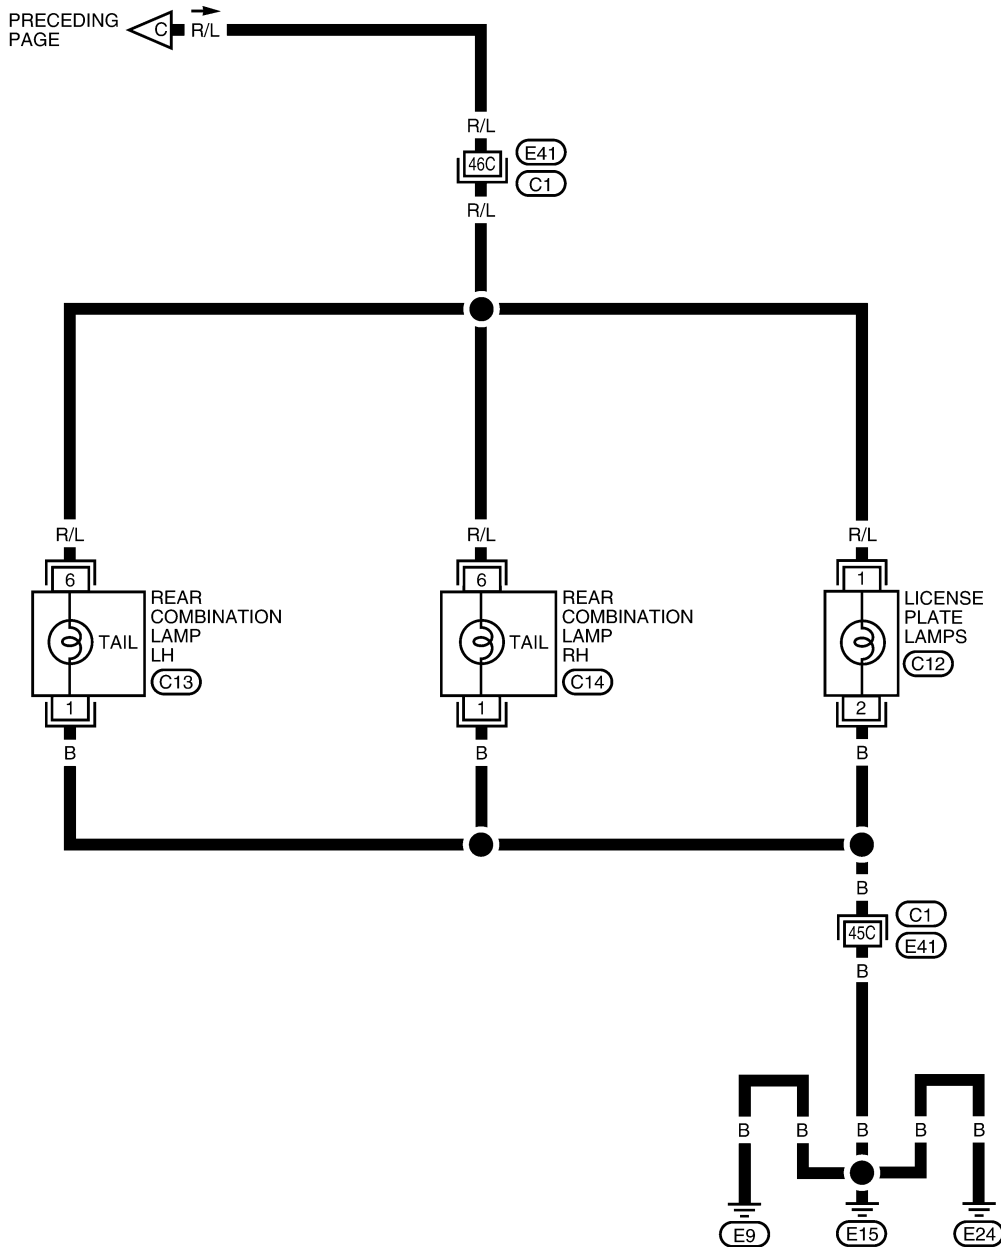 PRECEDING
PAGE
C
R/L
R/L
46C
E41
C1
R/L
R/L
R/L
R/L
6
6
1
TAIL
REAR
COMBINATION
LAMP
LH
C13
TAIL
REAR
COMBINATION
LAMP
RH
C14
LICENSE
PLATE
LAMPS
C12
1
1
2
B
B
B
B
45C
C1
E41
B
B
B
B
B
B
E9
E15
E24